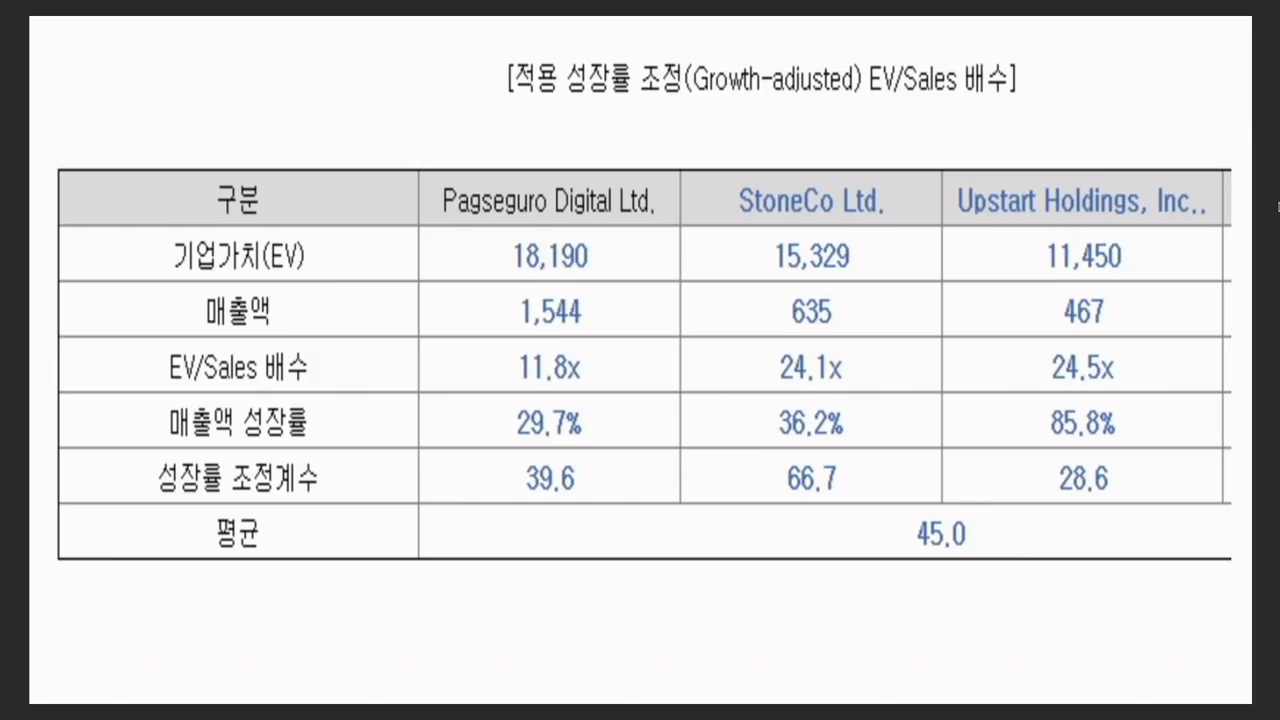 [적용 성장률 조정(Growth-adjusted) EV/Sales 배수]
구분 Pagseguro Digital Ltd. StoneCo Ltd. Upstart Holdings, Inc..
기업가치(EV) 18,190 15,329 11,450
매출액 1,544 635 467
EV/Sales 배수 11.8x 24.1x 24.5x
매출액 성장률 29.7% 36.2% 85.8%
성장률 조정계수 39.6 66.7 28.6
평균 45.0